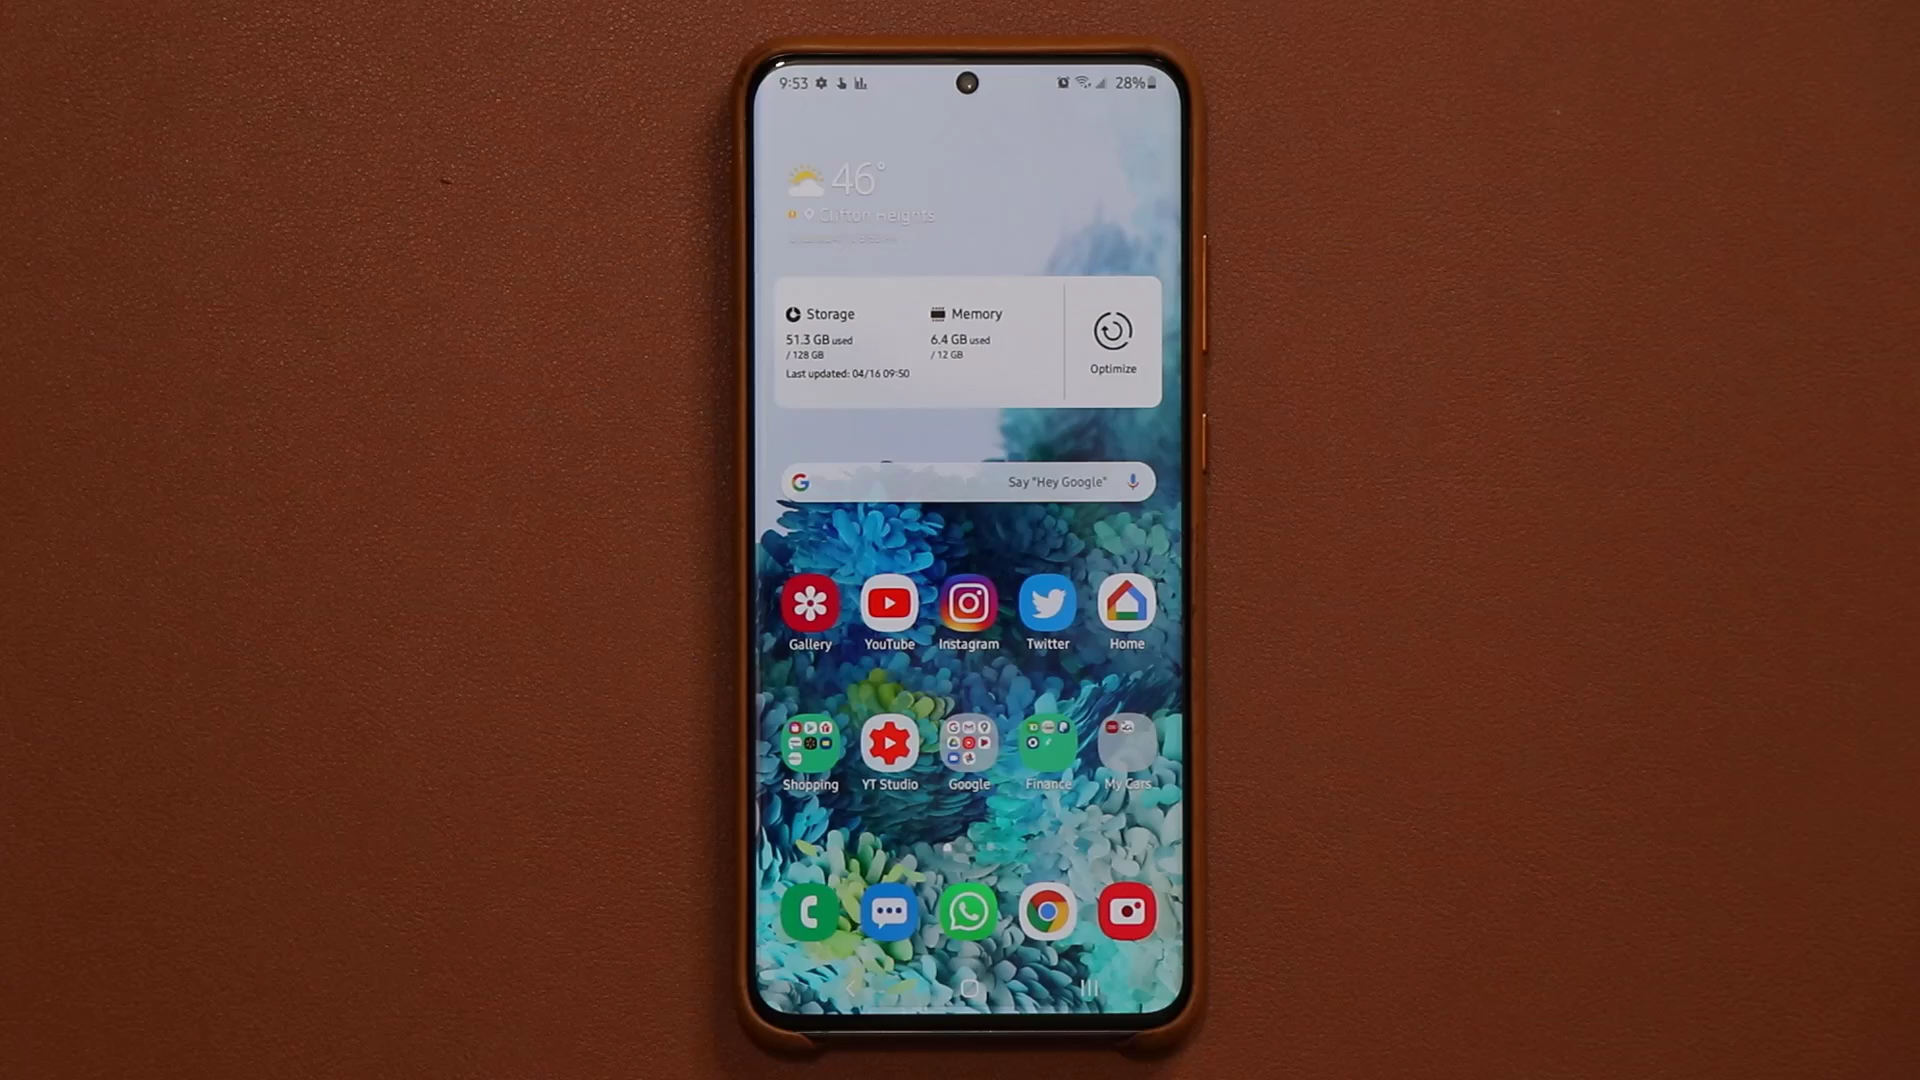 9:53 28%
46°
Clifton Heights
Storage Memory
51.3 GB used 6.4 GB used
/ 128 GB / 12 GB
Last updated: 04/16 09:50
Optimize
G Say "Hey Google"
Gallery YouTube Instagram Twitter Home
Shopping YT Studio Google Finance My Cars